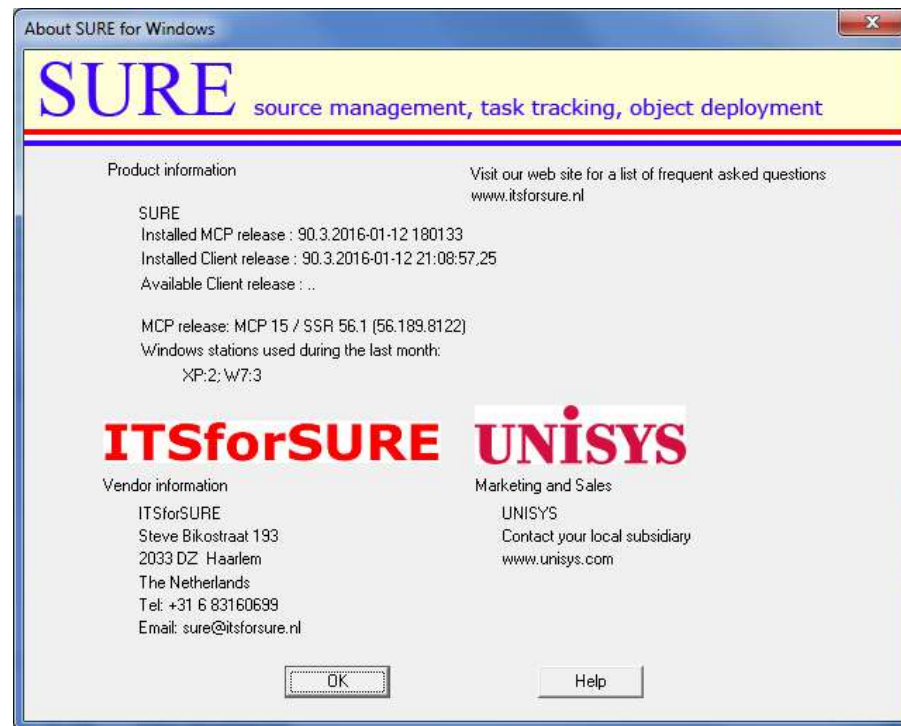 About SURE for Windows
SURE source management, task tracking, object deployment
Product information
Visit our web site for a list of frequent asked questions
www.itsforsure.nl
SURE
Installed MCP release : 90.3.2016-01-12 180133
Installed Client release : 90.3.2016-01-12 21:08:57,25
Available Client release : ..
MCP release: MCP 15 / SSR 56.1 (56.189.8122)
Windows stations used during the last month:
XP:2; W7:3
ITSforSURE
Vendor information
ITSforSURE
Steve Bikostraat 193
2033 DZ Haarlem
The Netherlands
Tel: +31 6 83160699
Email: sure@itsforsure.nl
UNISYS
Marketing and Sales
UNISYS
Contact your local subsidiary
www.unisys.com
OK
Help